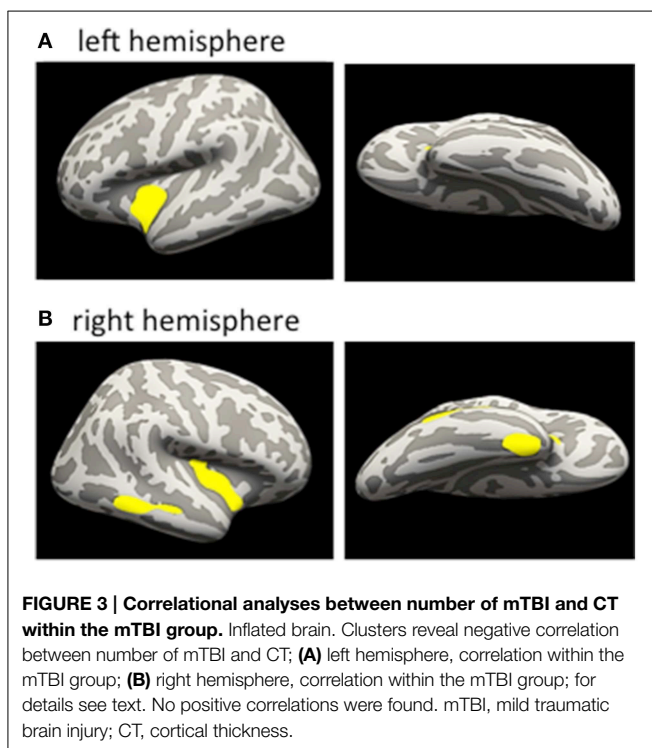 A left hemisphere
B right hemisphere
FIGURE 3 | Correlational analyses between number of mTBI and CT
within the mTBI group. Inflated brain. Clusters reveal negative correlation
between number of mTBI and CT; (A) left hemisphere, correlation within the
mTBI group; (B) right hemisphere, correlation within the mTBI group; for
details see text. No positive correlations were found. mTBI, mild traumatic
brain injury; CT, cortical thickness.